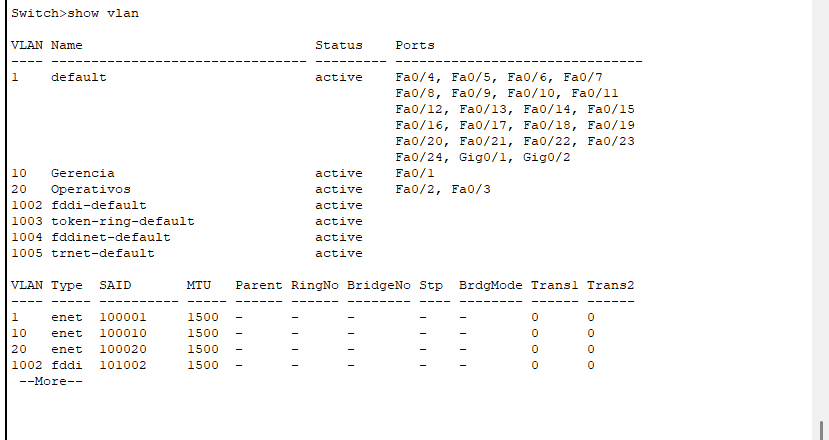 Switch>show vlan
VLAN Name                             Status    Ports
---- -------------------------------- --------- -------------------------------
1    default                          active    Fa0/4, Fa0/5, Fa0/6, Fa0/7
                                                Fa0/8, Fa0/9, Fa0/10, Fa0/11
                                                Fa0/12, Fa0/13, Fa0/14, Fa0/15
                                                Fa0/16, Fa0/17, Fa0/18, Fa0/19
                                                Fa0/20, Fa0/21, Fa0/22, Fa0/23
                                                Fa0/24, Gig0/1, Gig0/2
10   Gerencia                         active    Fa0/1
20   Operativos                       active    Fa0/2, Fa0/3
1002 fddi-default                     active
1003 token-ring-default               active
1004 fddinet-default                  active
1005 trnet-default                    active
VLAN Type  SAID       MTU   Parent RingNo BridgeNo Stp  BrdgMode Trans1 Trans2
---- ----- ---------- ----- ------ ------ -------- ---- -------- ------ ------
1    enet  100001     1500  -      -      -        -    -        0      0
10   enet  100010     1500  -      -      -        -    -        0      0
20   enet  100020     1500  -      -      -        -    -        0      0
1002 fddi  101002     1500  -      -      -        -    -        0      0
 --More--